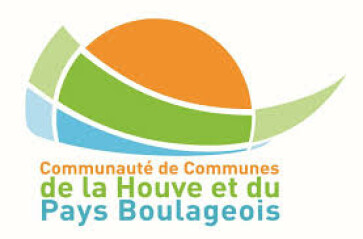 Communauté de Communes
de la Houve et du
Pays Boulageois